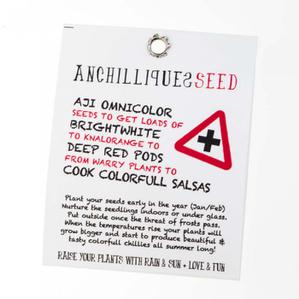 ANCHILLIQUESSEED
AJI OMNICOLOR
SEEDS TO GET LOADS OF
BRIGHTWHITE
TO KNALORANGE TO
DEEP RED PODS
FROM WARRY PLANTS TO
COOK COLORFULL SALSAS
Plant your seeds early in the year (Jan/Feb)
Nurture the seedlings indoors or under glass.
Put outside once the threat of frosts pass.
When the temperatures rise your plants will
grow bigger and start to produce beautiful &
tasty colorfull chillies all summer long!
RAISE YOUR PLANTS WITH RAIN & SUN + LOVE & FUN